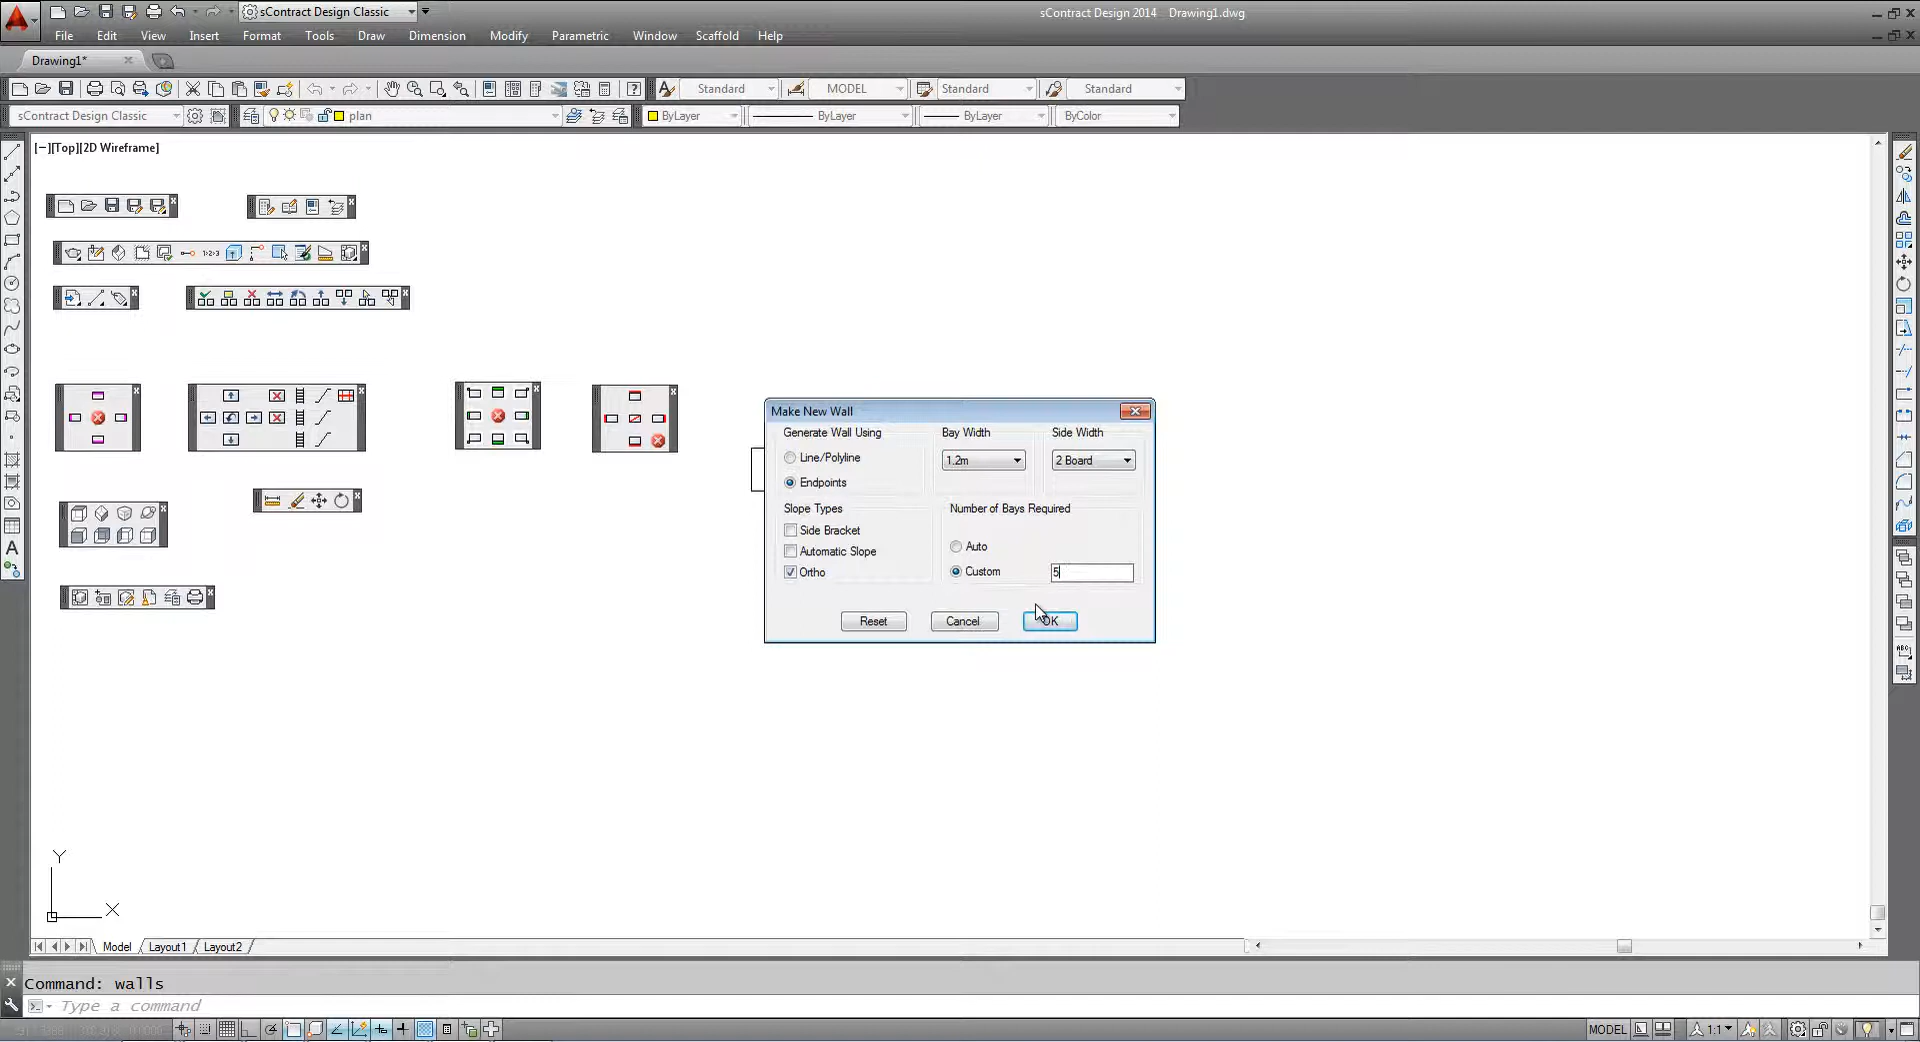 sContract Design Classic
sContract Design 2014 Drawing1.dwg
File Edit View Insert Format Tools Draw Dimension Modify Parametric Window Scaffold Help
Drawing1*
Standard MODEL Standard Standard
sContract Design Classic plan ByLayer ByLayer ByLayer ByColor
[−][Top][2D Wireframe]
1›2›3
Make New Wall
Generate Wall Using Bay Width Side Width
Line/Polyline 1.2m 2 Board
Endpoints
Slope Types Number of Bays Required
Side Bracket
Automatic Slope Auto
Ortho Custom 5
Reset Cancel OK
Y
X
Model Layout1 Layout2
Command: walls
Type a command
MODEL 1:1
A
ABC